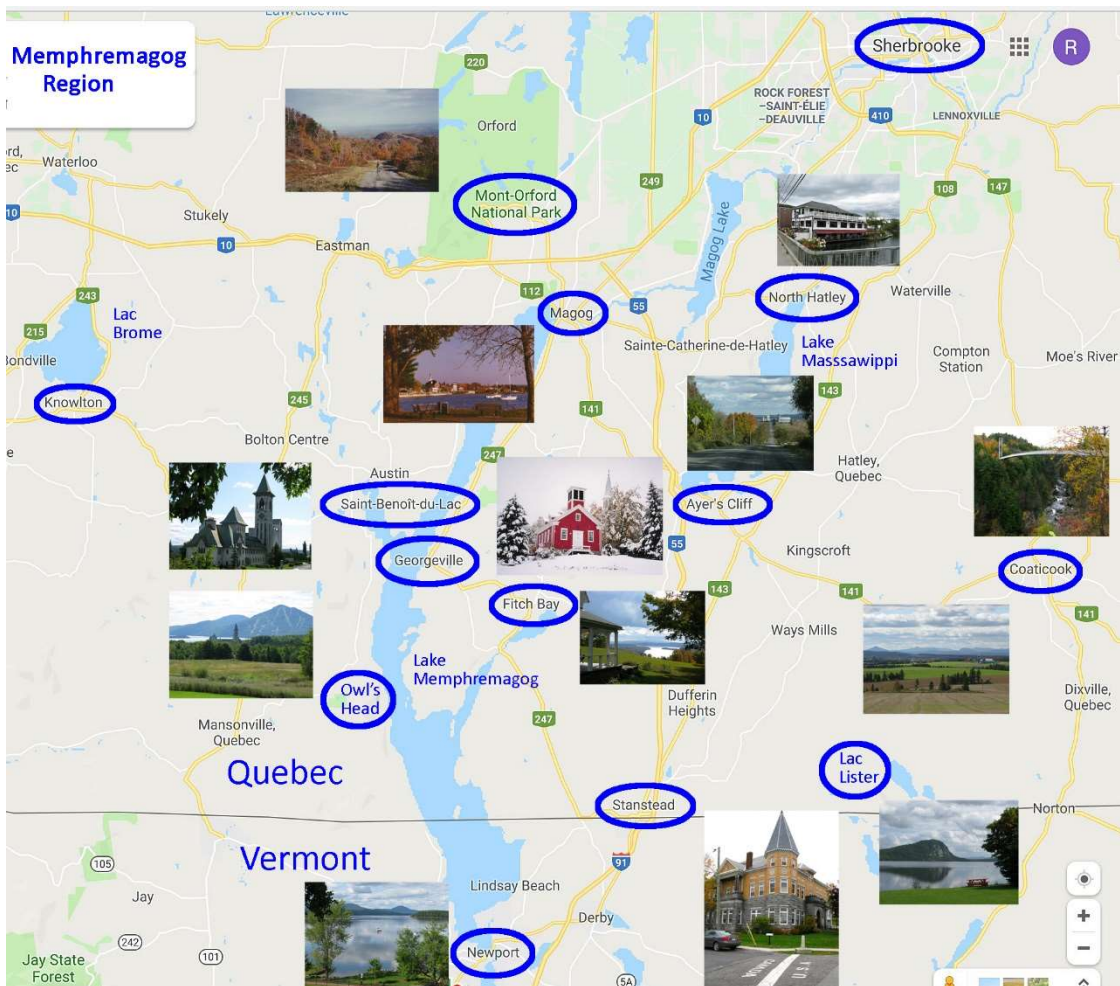 Lawrenceville
Memphremagog
Region
Sherbrooke
R
220
ROCK FOREST
–SAINT-ÉLIE
–DEAUVILLE
10
410
LENNOXVILLE
Orford
Waterloo
Mont-Orford
National Park
249
108
147
10
Stukely
10
Eastman
Magog Lake
243
112
Magog
55
North Hatley
Waterville
Lac
Brome
215
Bondville
Sainte-Catherine-de-Hatley
Lake
Masssawippi
Compton
Station
Moe's River
Knowlton
245
141
143
Bolton Centre
247
Hatley,
Quebec
Austin
Saint-Benoît-du-Lac
Ayer's Cliff
55
Kingscroft
Georgeville
Coaticook
Fitch Bay
143
141
141
Ways Mills
Lake
Memphremagog
Owl's
Head
Dufferin
Heights
Dixville,
Quebec
247
Mansonville,
Quebec
Quebec
Lac
Lister
Stanstead
Norton
Vermont
105
91
Jay
Lindsay Beach
Derby
242
101
Newport
Jay State
Forest
5A
CANADA
U.S.A
+
−